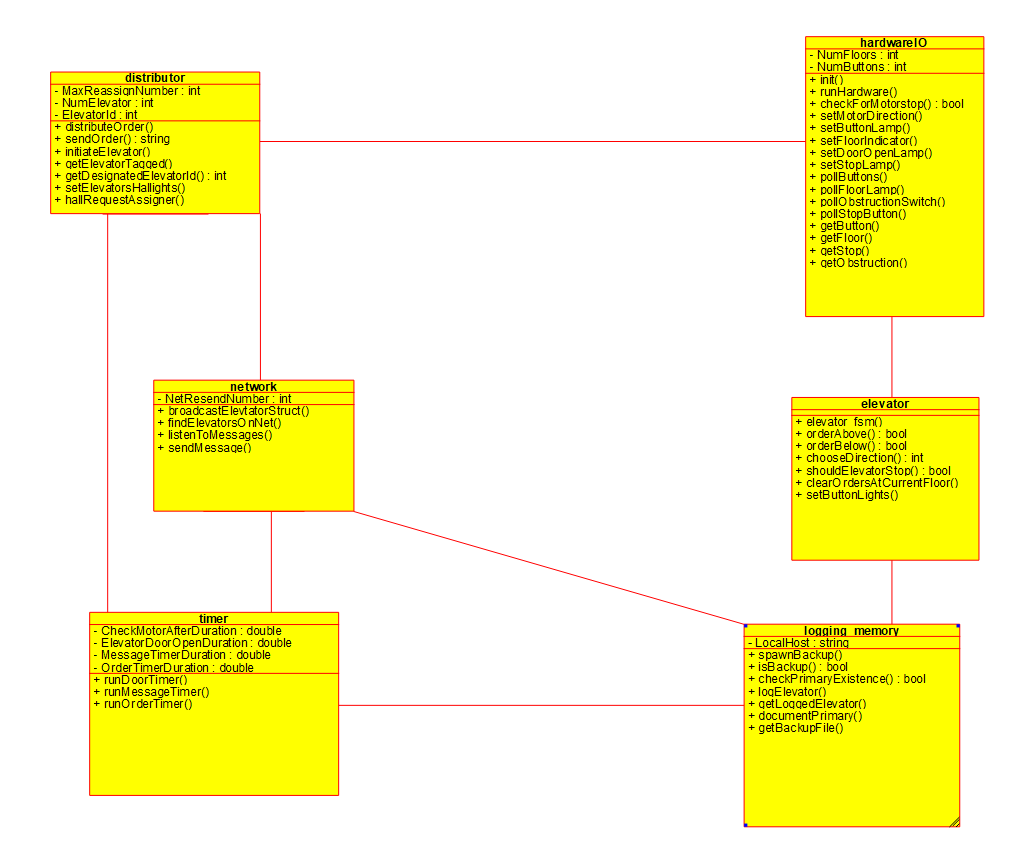 distributor
- MaxReassignNumber : int
- NumElevator : int
- ElevatorId : int
+ distributeOrder()
+ sendOrder() : string
+ initiateElevator()
+ getElevatorTagged()
+ getDesignatedElevatorId() : int
+ setElevatorsHallights()
+ hallRequestAssigner()
hardwareIO
- NumFloors : int
- NumButtons : int
+ init()
+ runHardware()
+ checkForMotorstop() : bool
+ setMotorDirection()
+ setButtonLamp()
+ setFloorIndicator()
+ setDoorOpenLamp()
+ setStopLamp()
+ pollButtons()
+ pollFloorLamp()
+ pollObstructionSwitch()
+ pollStopButton()
+ getButton()
+ getFloor()
+ getStop()
+ getObstruction()
network
- NetResendNumber : int
+ broadcastElevtatorStruct()
+ findElevatorsOnNet()
+ listenToMessages()
+ sendMessage()
elevator
+ elevator_fsm()
+ orderAbove() : bool
+ orderBelow() : bool
+ chooseDirection() : int
+ shouldElevatorStop() : bool
+ clearOrdersAtCurrentFloor()
+ setButtonLights()
timer
- CheckMotorAfterDuration : double
- ElevatorDoorOpenDuration : double
- MessageTimerDuration : double
- OrderTimerDuration : double
+ runDoorTimer()
+ runMessageTimer()
+ runOrderTimer()
logging_memory
- LocalHost : string
+ spawnBackup()
+ isBackup() : bool
+ checkPrimaryExistence() : bool
+ logElevator()
+ getLoggedElevator()
+ documentPrimary()
+ getBackupFile()